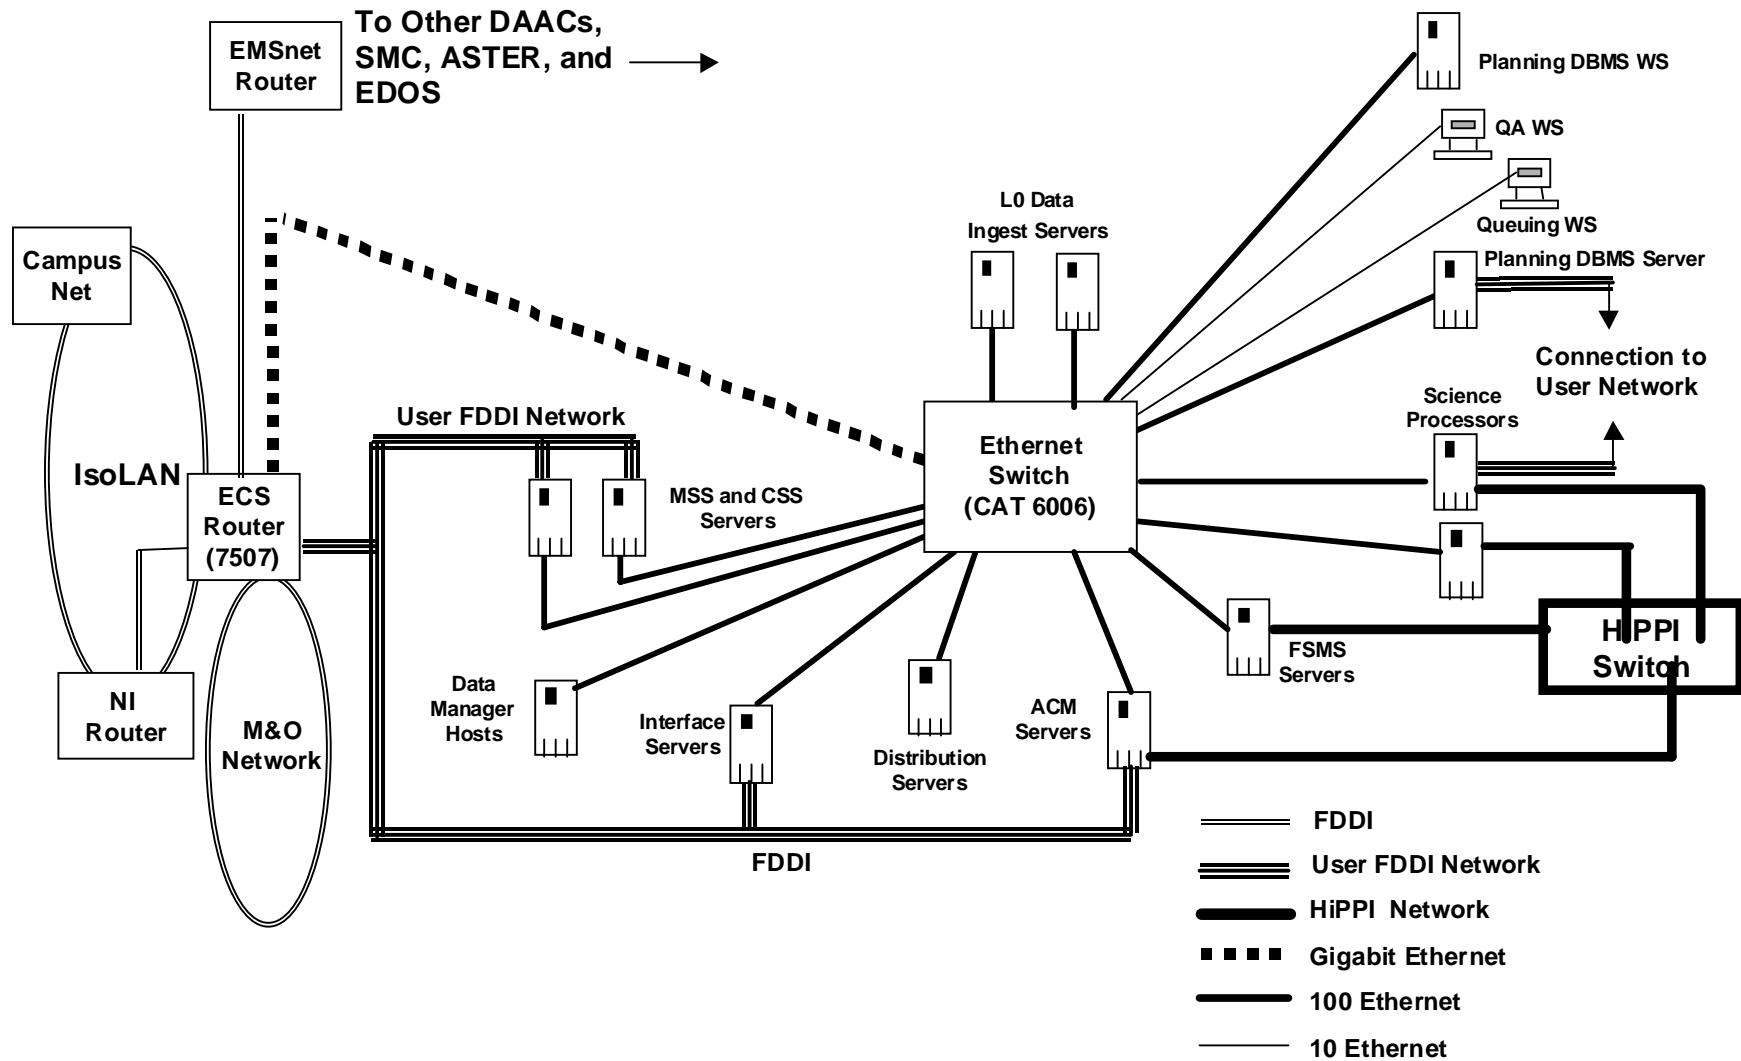 To Other DAACs,
SMC, ASTER, and
EDOS
EMSnet
Router
Planning DBMS WS
QA WS
Queuing WS
L0 Data
Ingest Servers
Planning DBMS Server
Campus
Net
Connection to
User Network
Science
Processors
User FDDI Network
Ethernet
Switch
(CAT 6006)
IsoLAN
ECS
Router
(7507)
MSS and CSS
Servers
HiPPI
Switch
FSMS
Servers
NI
Router
M&O
Network
Data
Manager
Hosts
Interface
Servers
Distribution
Servers
ACM
Servers
FDDI
FDDI
User FDDI Network
HiPPI Network
Gigabit Ethernet
100 Ethernet
10 Ethernet